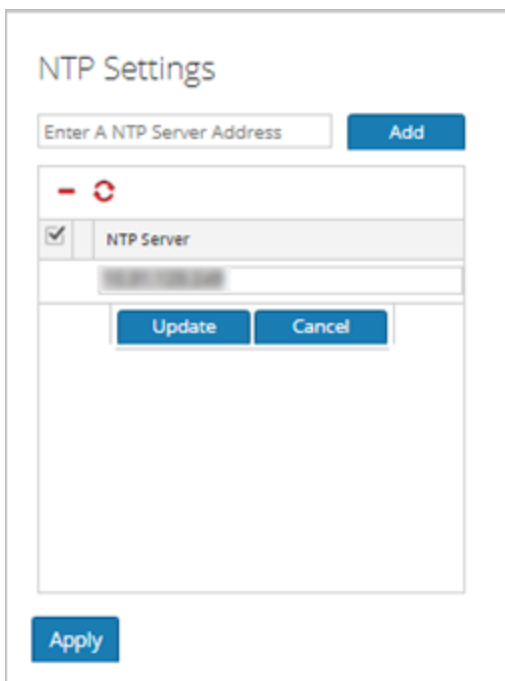 NTP Settings
Enter A NTP Server Address Add
NTP Server
Update Cancel
Apply